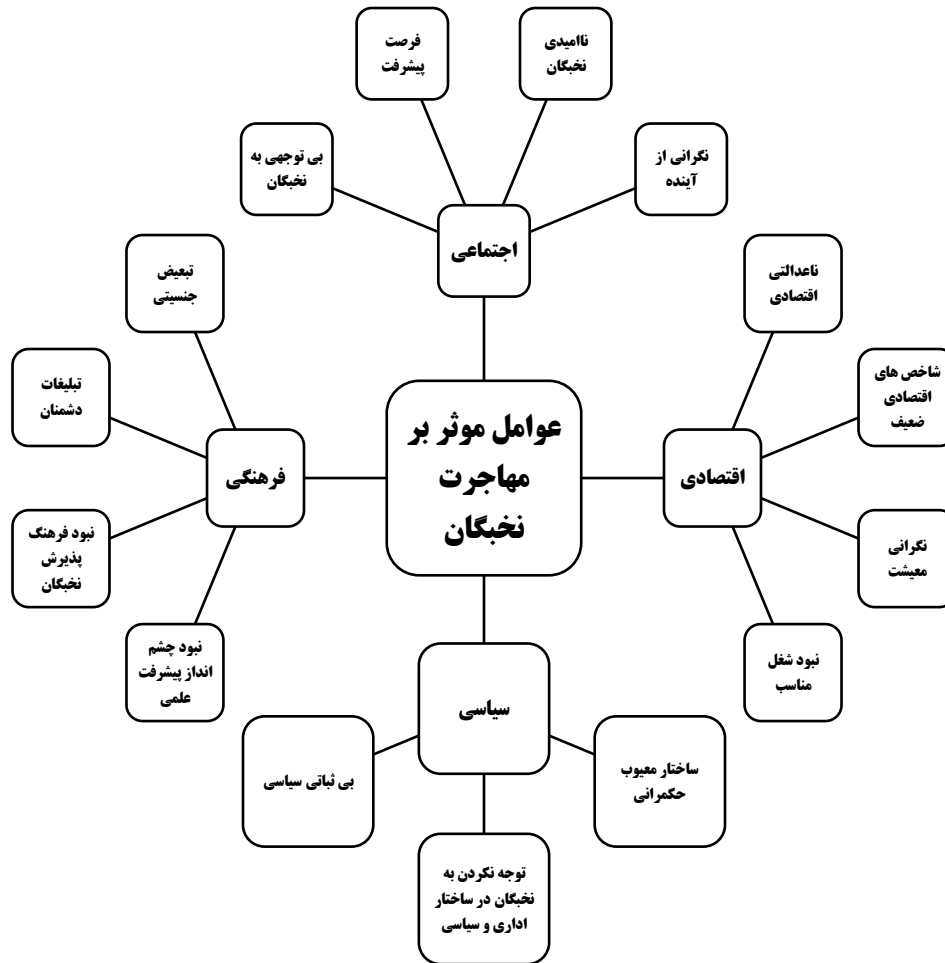 فرصت
پیشرفت
ناامیدی
نخبگان
بی توجهی به
نخبگان
نگرانی از
آینده
اجتماعی
تبعیض
جنسیتی
ناعدالتی
اقتصادی
تبلیغات
دشمنان
شاخص های
اقتصادی
ضعیف
عوامل موثر بر
مهاجرت
نخبگان
فرهنگی
اقتصادی
نبود فرهنگ
پذیرش
نخبگان
نگرانی
معیشت
نبود چشم
انداز پیشرفت
علمی
نبود شغل
مناسب
سیاسی
بی ثباتی سیاسی
ساختار معیوب
حکمرانی
توجه نکردن به
نخبگان در ساختار
اداری و سیاسی